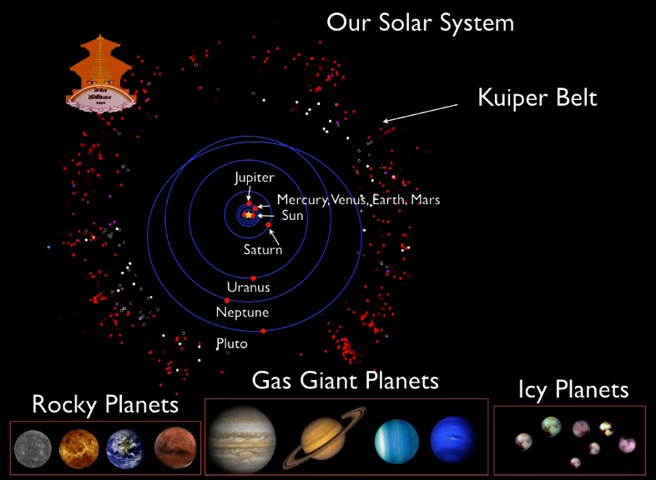 Our Solar System
नेपाल
टेलिभिजन
Kuiper Belt
Jupiter
Mercury, Venus, Earth, Mars
Sun
Saturn
Uranus
Neptune
Pluto
Rocky Planets
Gas Giant Planets
Icy Planets